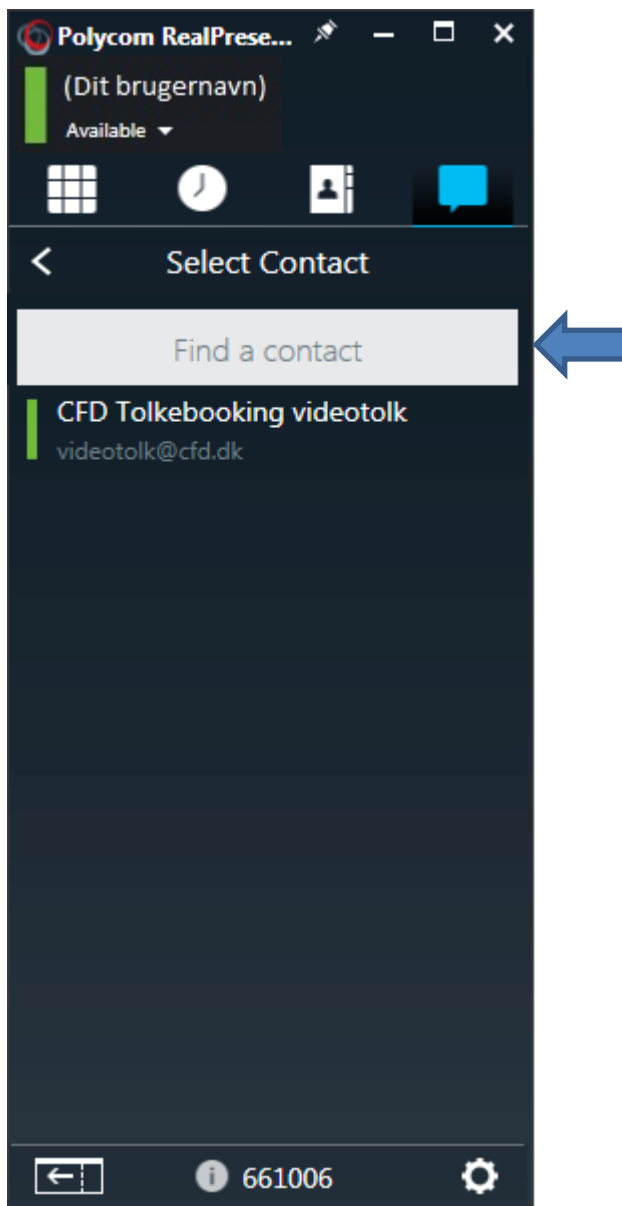 Polycom RealPrese...
(Dit brugernavn)
Available
Select Contact
Find a contact
CFD Tolkebooking videotolk
videotolk@cfd.dk
661006